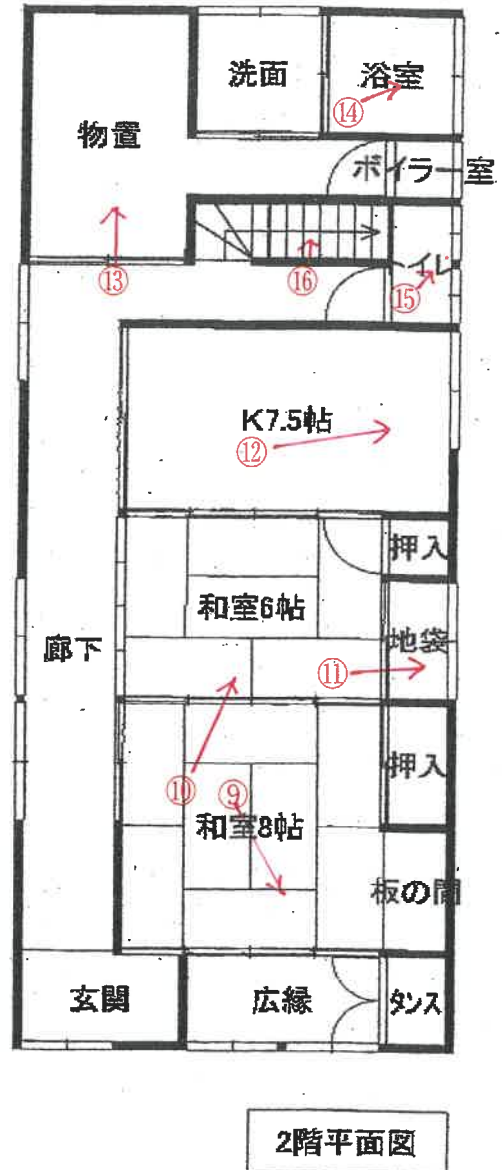 洗面
浴室
⑭
物置
ボイラー室
⑬
⑯
トイレ
⑮
K7.5帖
⑫
押入
和室6帖
廊下
地袋
⑪
押入
⑩
⑨
和室8帖
板の間
玄関
広縁
タンス
2階平面図